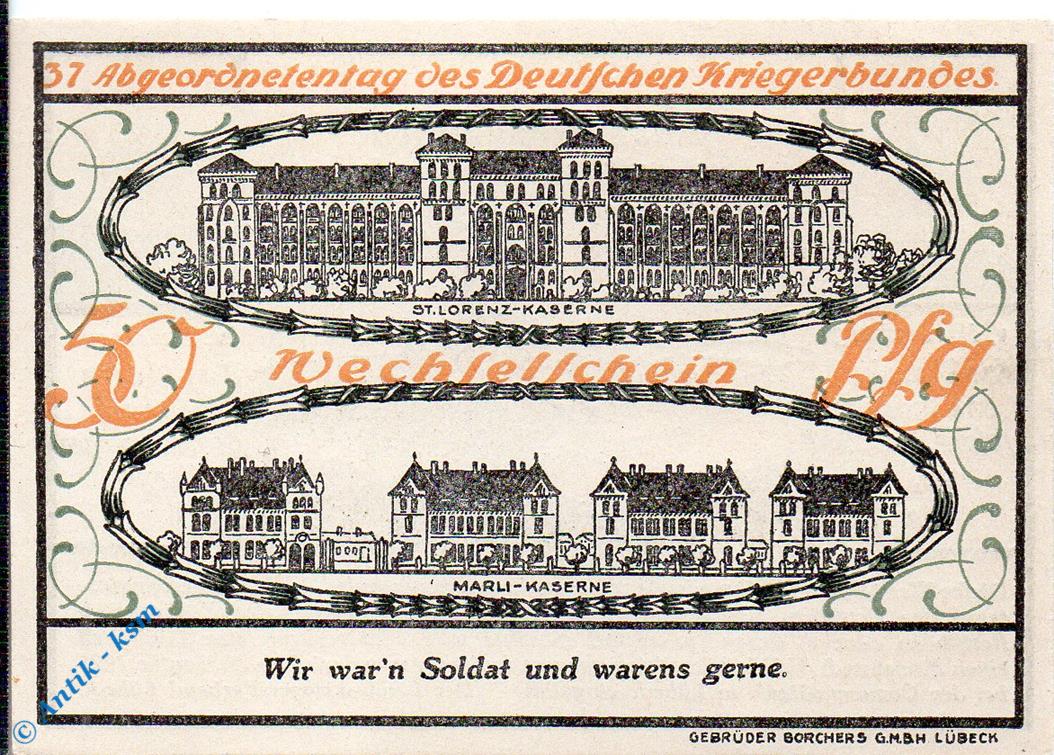 37 Abgeordnetentag des Deutschen Kriegerbundes.
ST. LORENZ-KASERNE
50 Wechselschein Pfg
MARLI-KASERNE
Wir war'n Soldat und warens gerne.
GEBRÜDER BORCHERS G.M.B.H. LÜBECK
© Antik - ksm